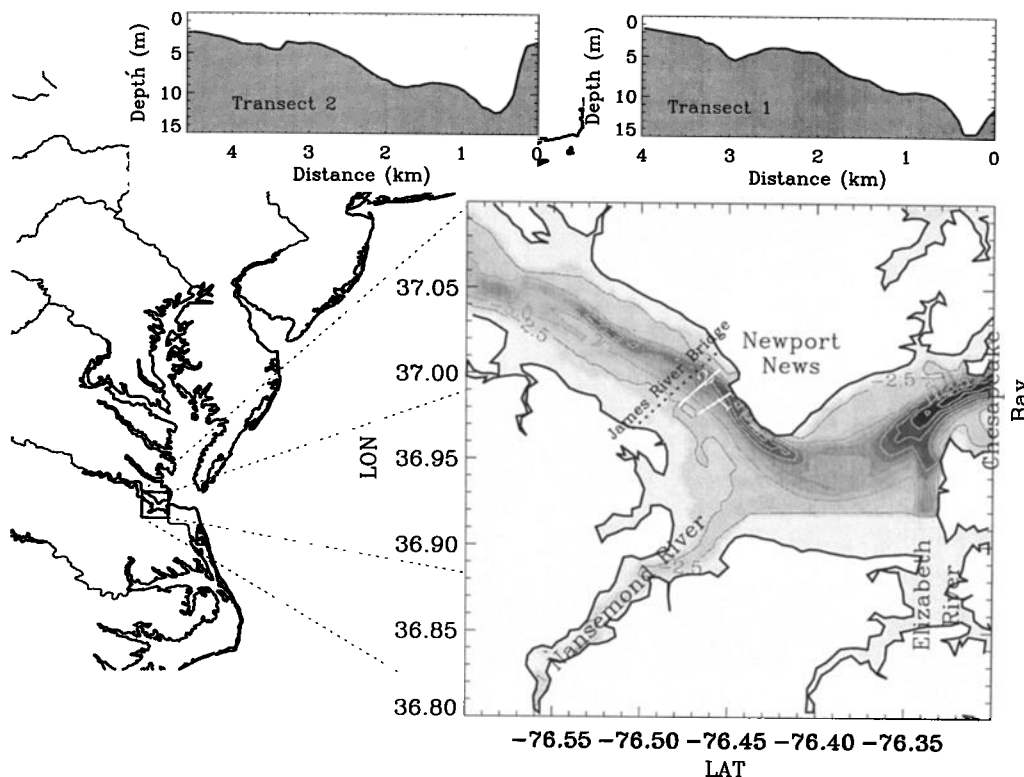 0
5
10
15
Depth (m)
Transect 2
4
3
2
1
0
Distance (km)
0
5
10
15
Depth (m)
Transect 1
4
3
2
1
0
Distance (km)
37.05
37.00
36.95
36.90
36.85
36.80
LON
-2.5
James River Bridge
Newport
News
-2.5
Chesapeake
Bay
Nansemond River
-2.5
Elizabeth
River
-76.55 -76.50 -76.45 -76.40 -76.35
LAT